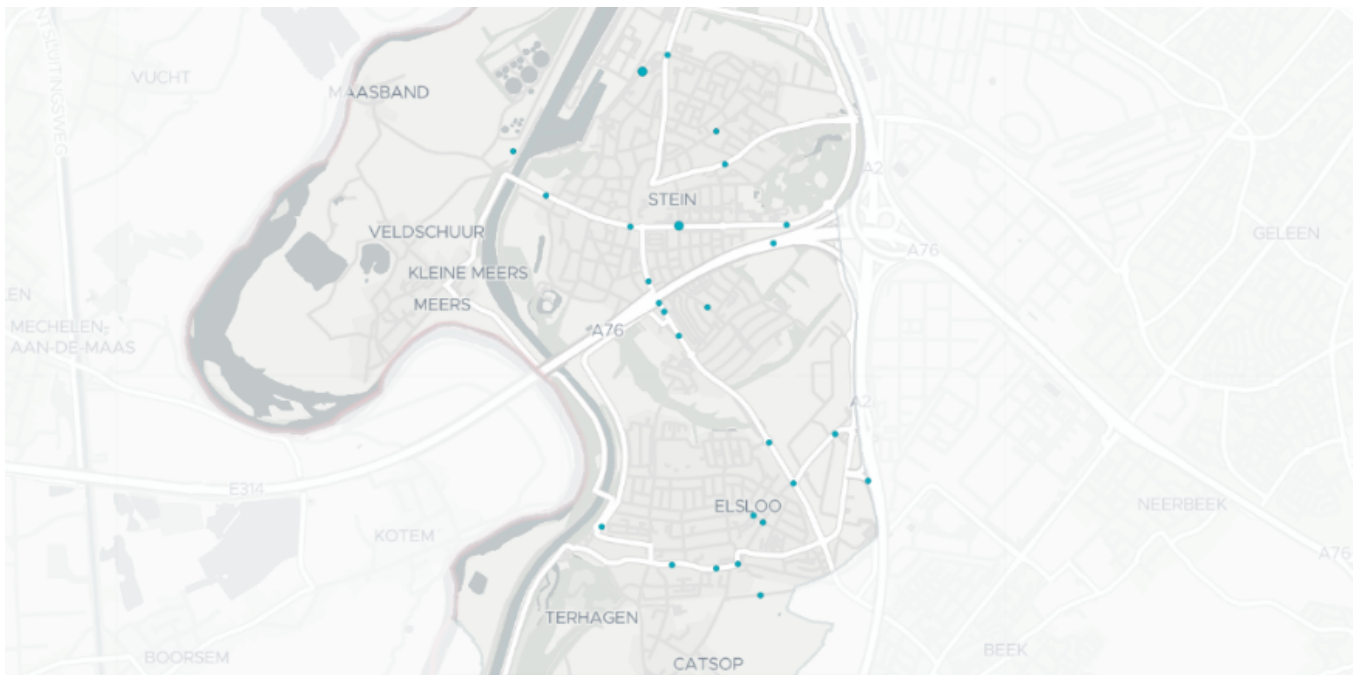 VUCHT
MAASBAND
A2
STEIN
VELDSCHUUR
GELEEN
A76
KLEINE MEERS
MEERS
MECHELEN-
AAN-DE-MAAS
A76
A2
E314
ELSLOO
NEERBEEK
KOTEM
A76
TERHAGEN
BEEK
BOORSEM
CATSOP